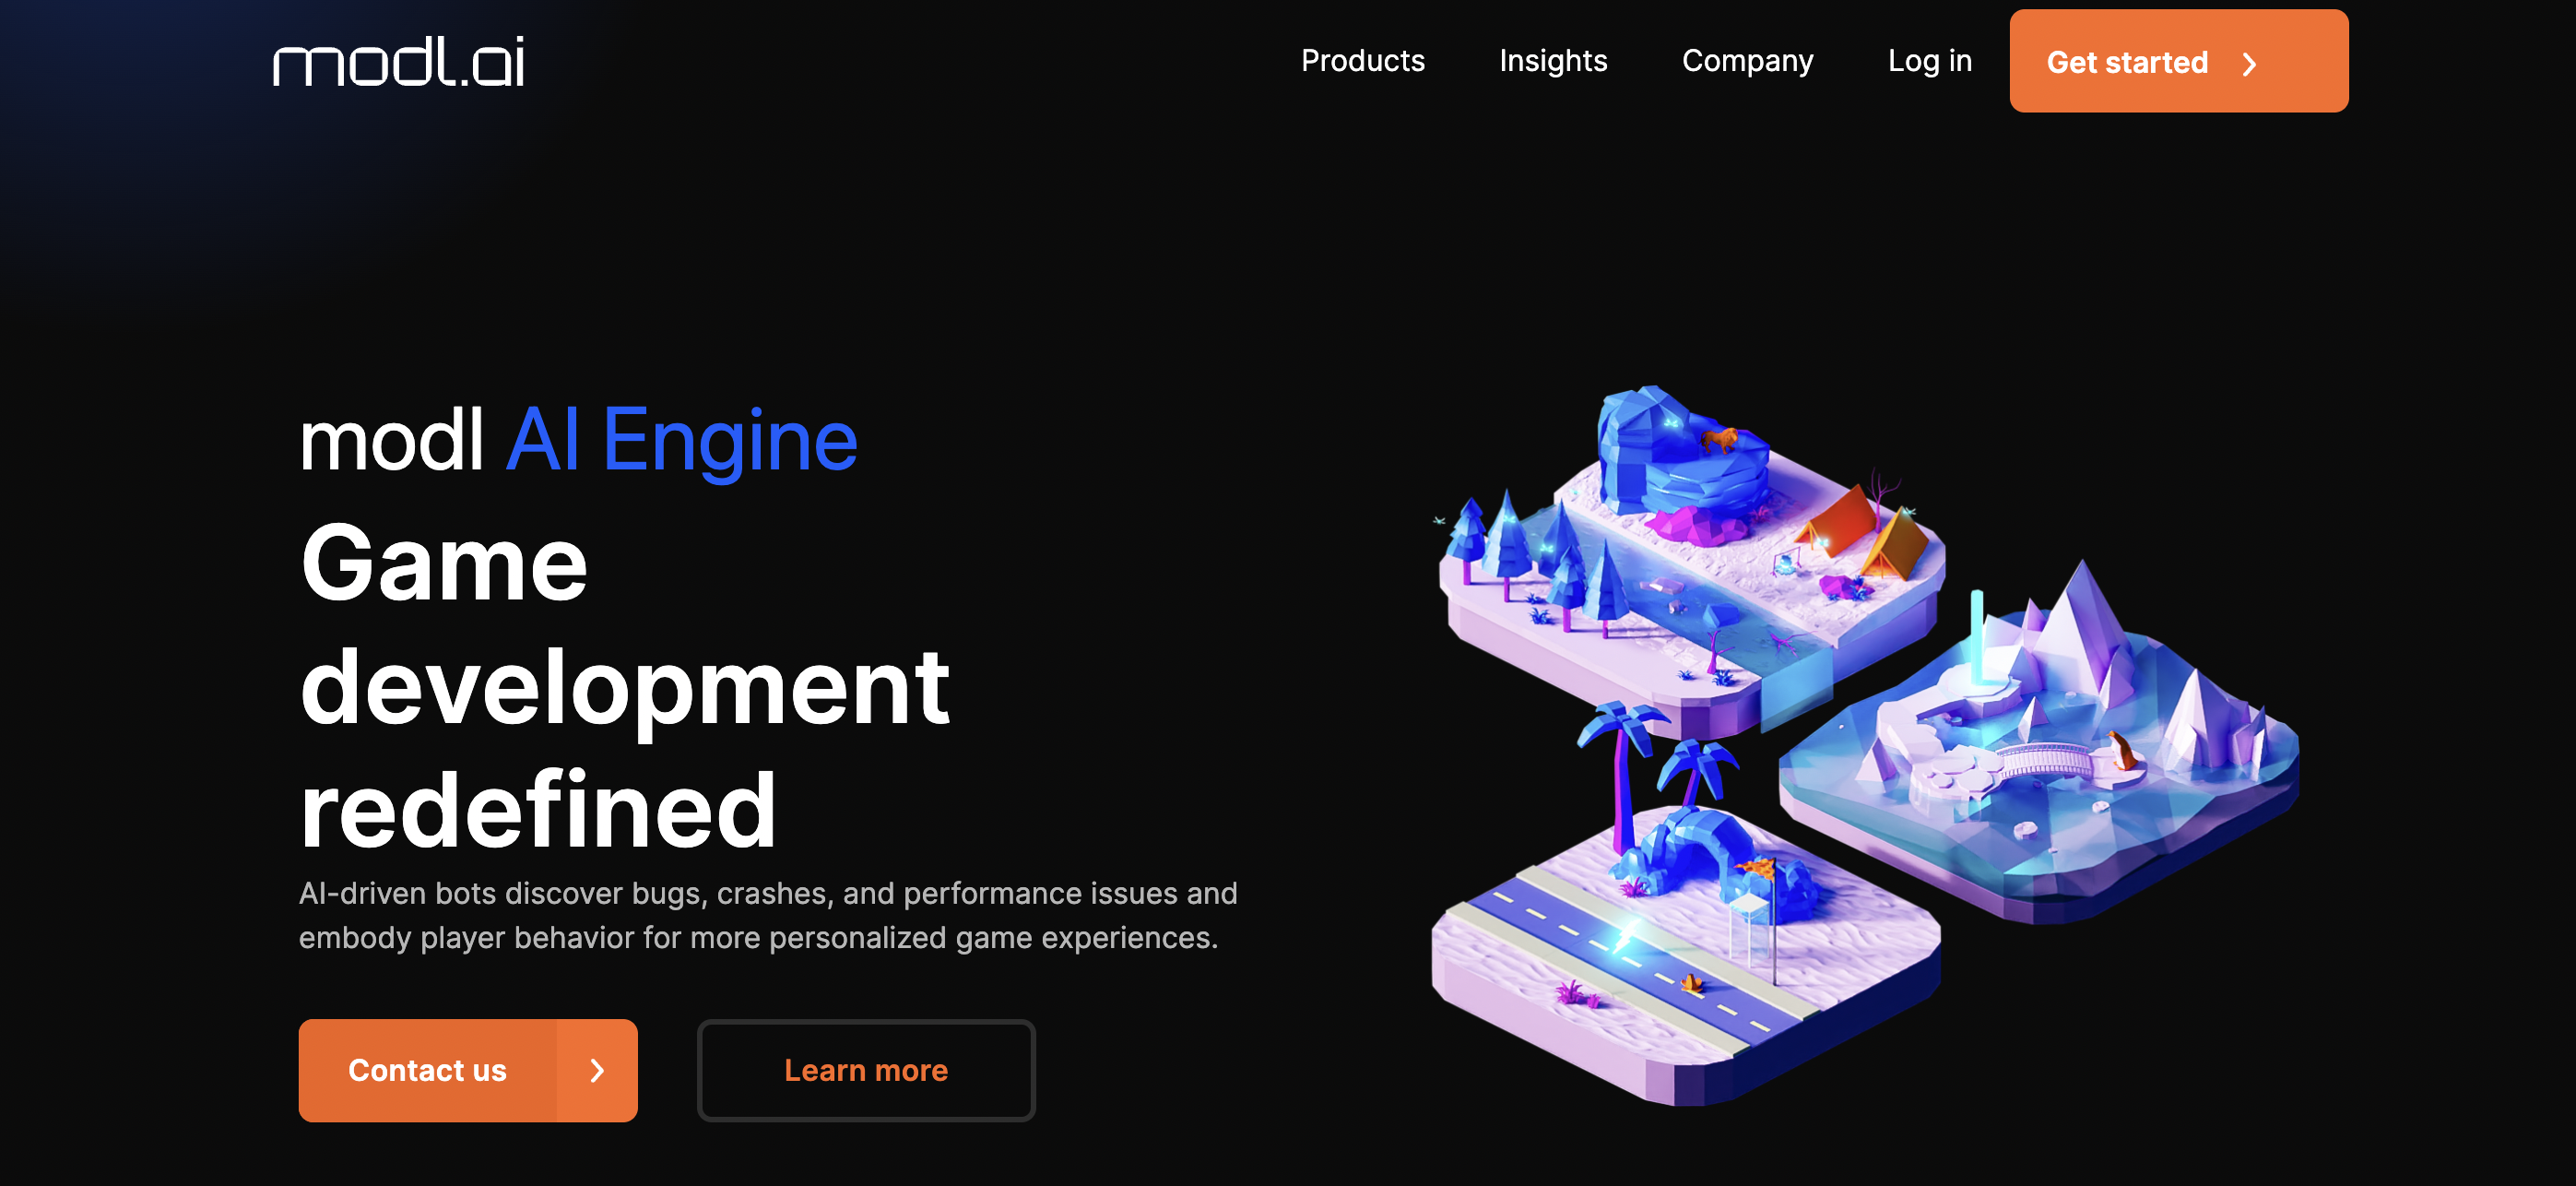 modl.ai
Products
Insights
Company
Log in
Get started
modl AI Engine
Game
development
redefined
AI-driven bots discover bugs, crashes, and performance issues and
embody player behavior for more personalized game experiences.
Contact us
Learn more